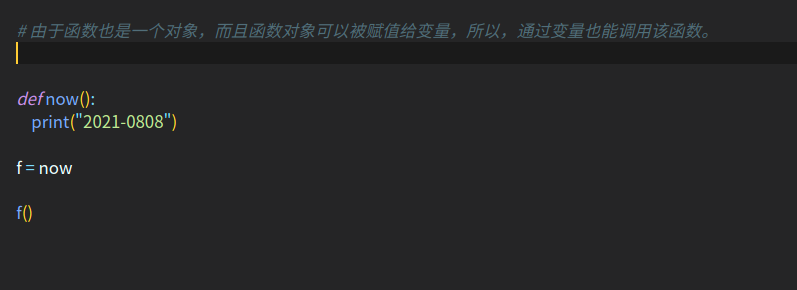 # 由于函数也是一个对象，而且函数对象可以被赋值给变量，所以，通过变量也能调用该函数。
def now():
    print("2021-0808")
f = now
f()